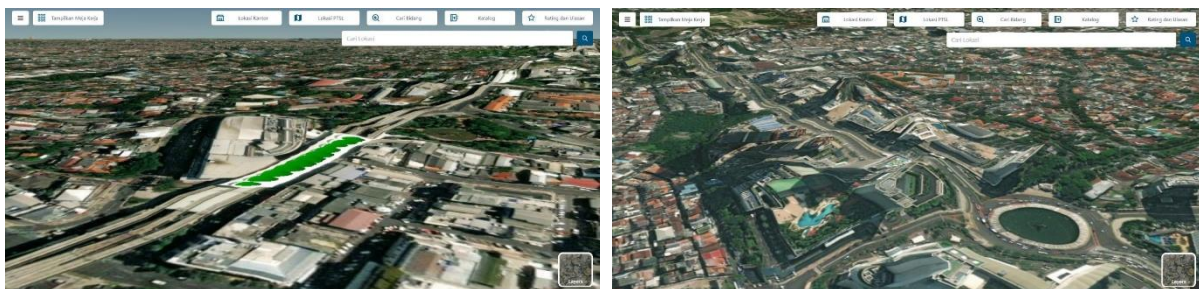 Tampilkan Meja Kerja
Lokasi Kantor
Lokasi PTSL
Cari Bidang
Katalog
Rating dan Ulasan
Cari Lokasi
Layers
Tampilkan Meja Kerja
Lokasi Kantor
Lokasi PTSL
Cari Bidang
Katalog
Rating dan Ulasan
Cari Lokasi
Layers